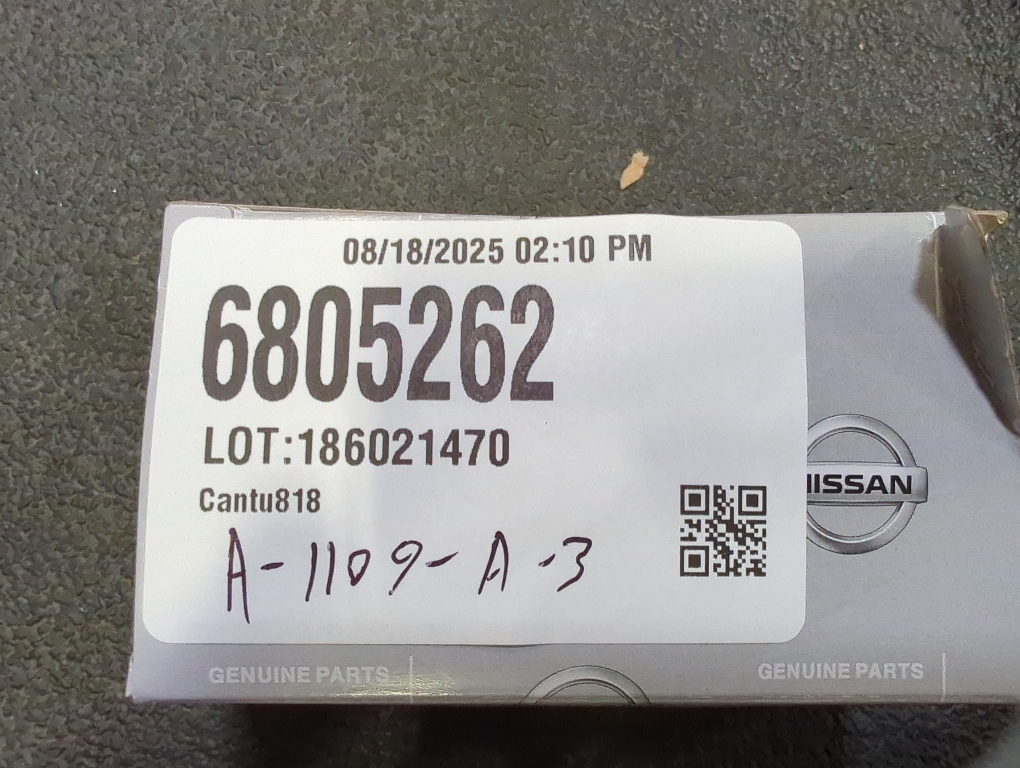 08/18/2025 02:10 PM
6805262
LOT:186021470
Cantu818
A-1109-A-3
NISSAN
GENUINE PARTS
GENUINE PARTS